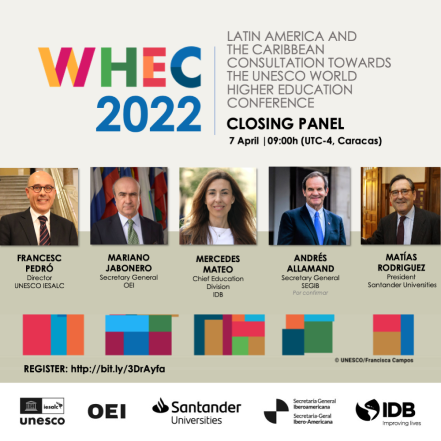 WHEC
2022
LATIN AMERICA AND
THE CARIBBEAN
CONSULTATION TOWARDS
THE UNESCO WORLD
HIGHER EDUCATION
CONFERENCE
CLOSING PANEL
7 April |09:00h (UTC-4, Caracas)
FRANCESC
PEDRÓ
Director
UNESCO IESALC
MARIANO
JABONERO
Secretary General
OEI
MERCEDES
MATEO
Chief Education
Division
IDB
ANDRÉS
ALLAMAND
Secretary General
SEGIB
Por confirmar
MATÍAS
RODRIGUEZ
President
Santander Universities
© UNESCO/Francisca Campos
REGISTER: http://bit.ly/3DrAyfa
iesalc
unesco
OEI
Santander
Universities
Secretaría General
Iberoamericana
Secretaria-Geral
Ibero-Americana
IDB
Improving lives